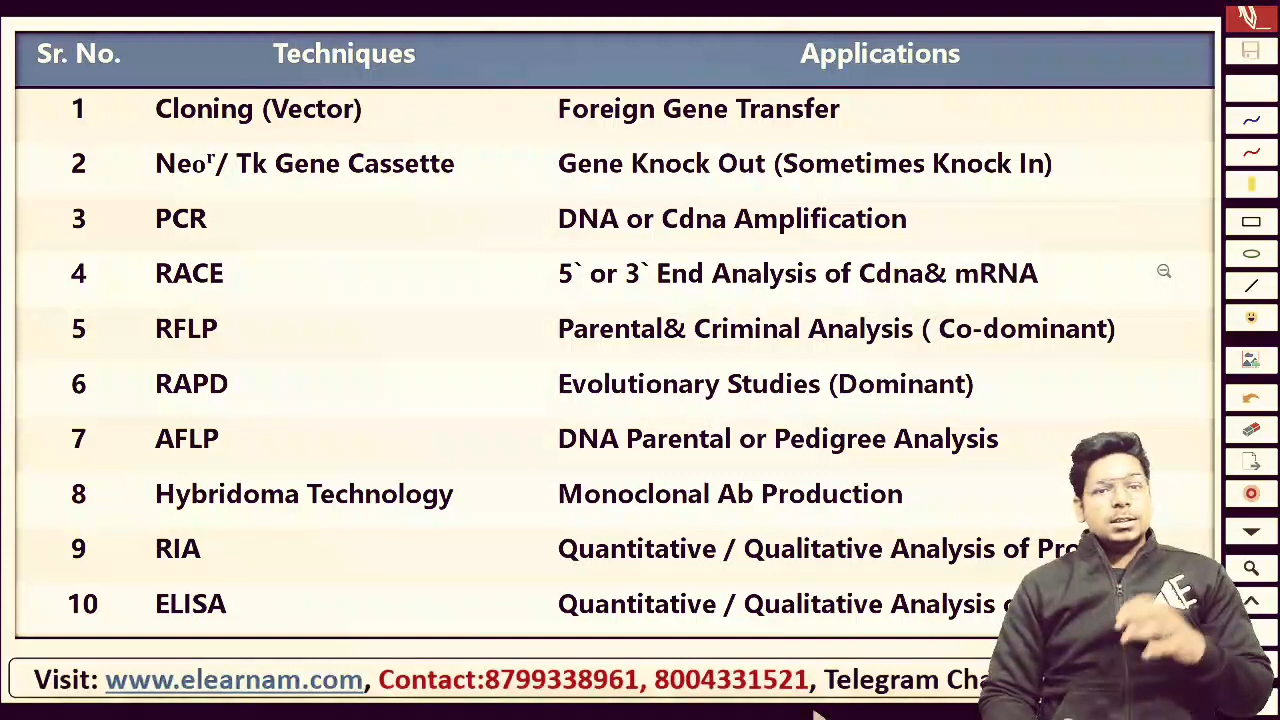 Sr. No. Techniques Applications
1 Cloning (Vector) Foreign Gene Transfer
2 Neoʳ/ Tk Gene Cassette Gene Knock Out (Sometimes Knock In)
3 PCR DNA or Cdna Amplification
4 RACE 5` or 3` End Analysis of Cdna& mRNA
5 RFLP Parental& Criminal Analysis ( Co-dominant)
6 RAPD Evolutionary Studies (Dominant)
7 AFLP DNA Parental or Pedigree Analysis
8 Hybridoma Technology Monoclonal Ab Production
9 RIA Quantitative / Qualitative Analysis of
10 ELISA Quantitative / Qualitative Analysis
Visit: www.elearnam.com, Contact:8799338961, 8004331521, Telegram